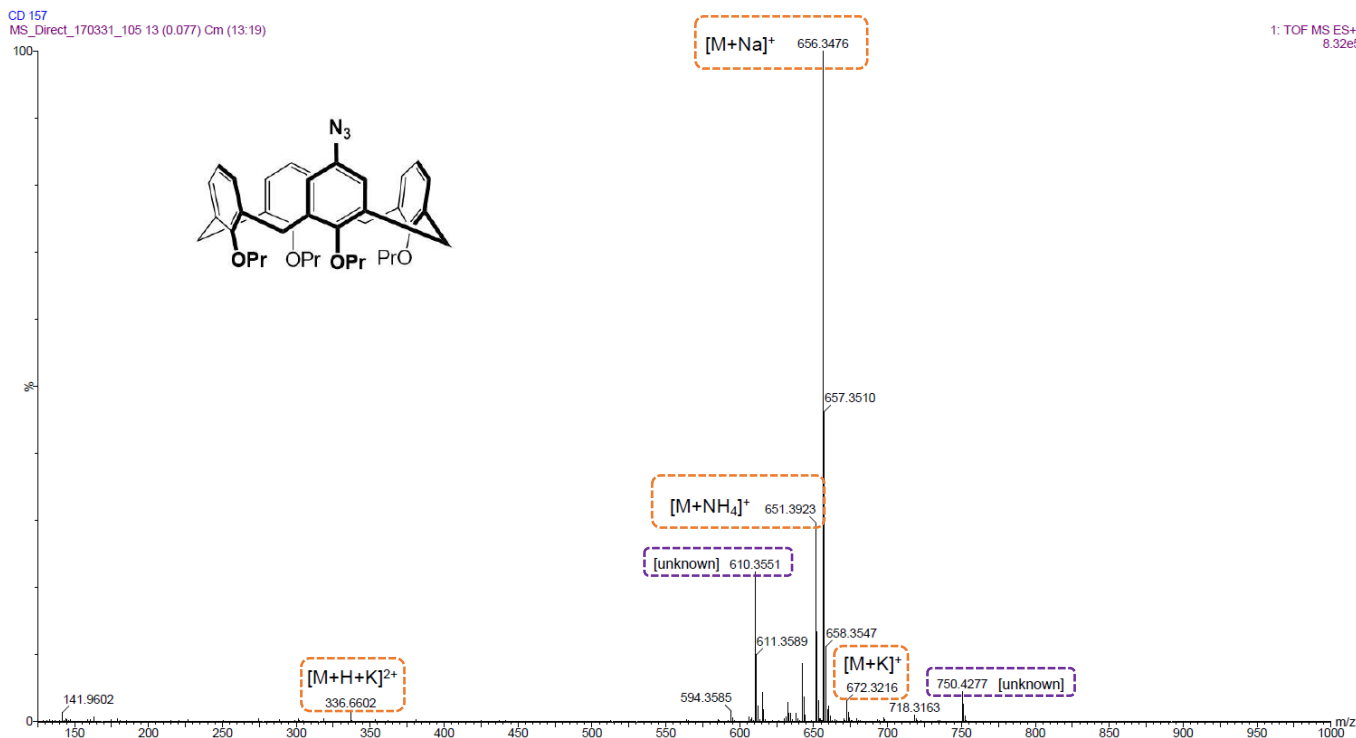 CD 157
MS_Direct_170331_105 13 (0.077) Cm (13:19)
1: TOF MS ES+
8.32e5
100
%
0
[M+Na]+ 656.3476
657.3510
[M+NH4]+ 651.3923
[unknown] 610.3551
611.3589
658.3547
[M+K]+
672.3216
[M+H+K]2+
336.6602
141.9602
594.3585
718.3163
750.4277 [unknown]
N3
OPr OPr OPr PrO
150 200 250 300 350 400 450 500 550 600 650 700 750 800 850 900 950 1000 m/z